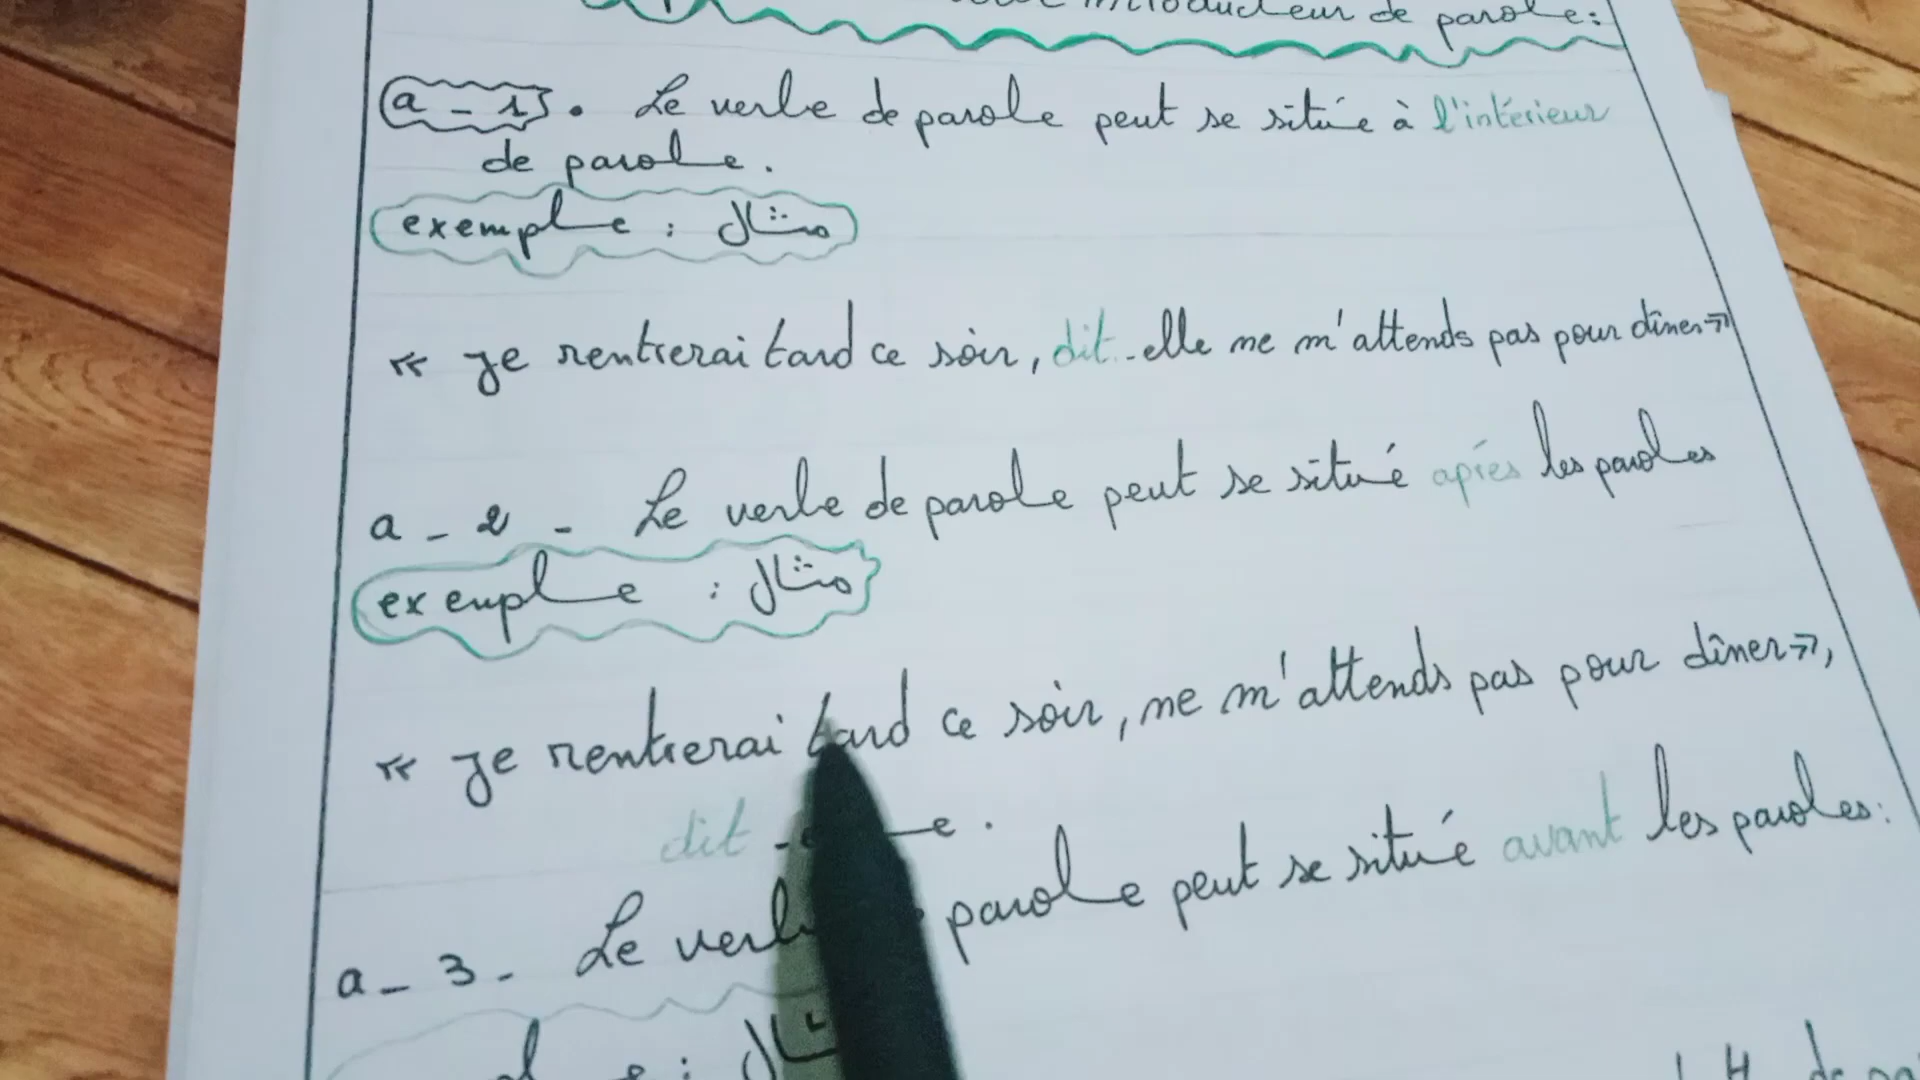 introducteur de parole:
a - 1. Le verbe de parole peut se situé à l'intérieur
de parole.
exemple : مثال
« Je rentrerai tard ce soir, dit-elle ne m'attends pas pour dîner »
a - 2 - Le verbe de parole peut se situé après les paroles
exemple : مثال
« Je rentrerai tard ce soir, ne m'attends pas pour dîner »,
dit -
a - 3 - Le parole peut se situé avant les paroles: